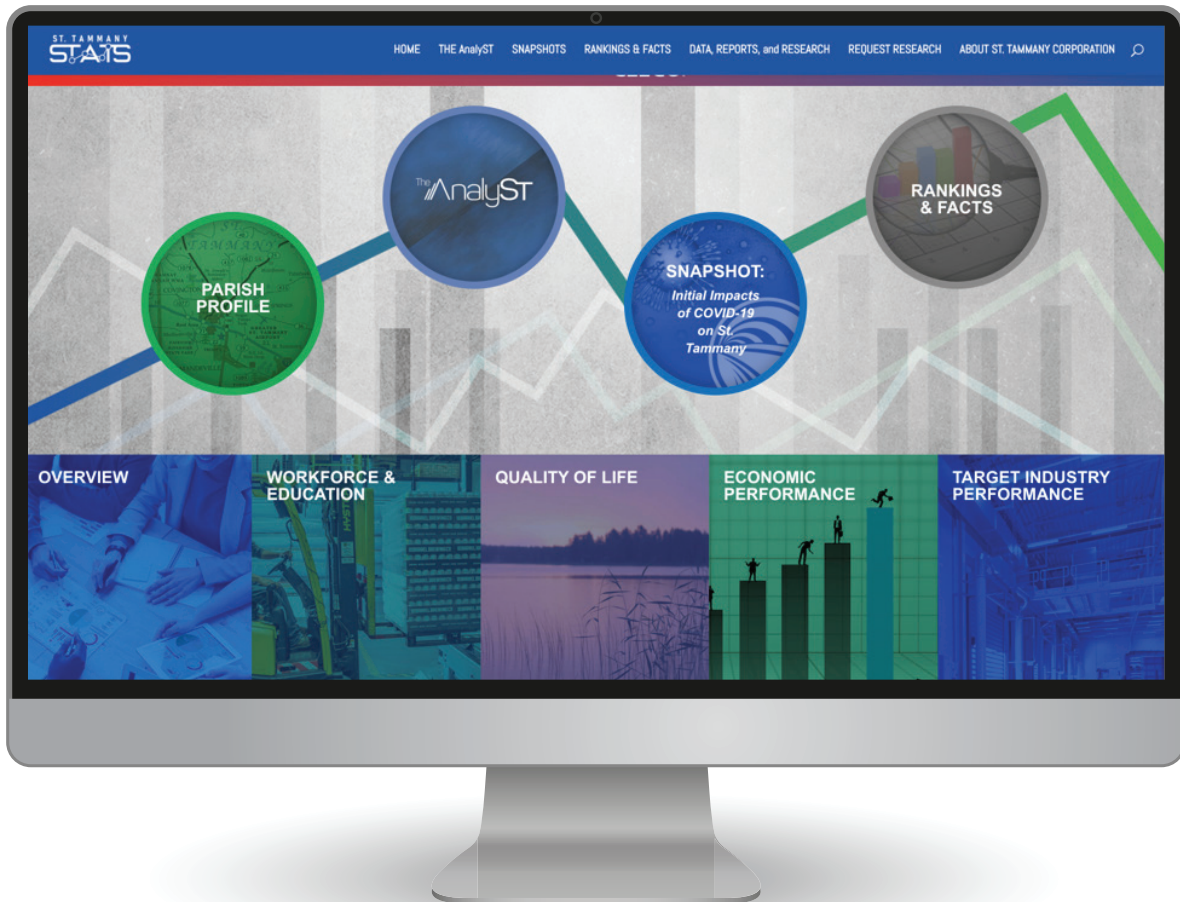 ST. TAMMANY
STATS
HOME THE AnalyST SNAPSHOTS RANKINGS & FACTS DATA, REPORTS, and RESEARCH REQUEST RESEARCH ABOUT ST. TAMMANY CORPORATION
The AnalyST
RANKINGS
& FACTS
PARISH
PROFILE
TAMMANY
SNAPSHOT:
Initial Impacts
of COVID-19
on St.
Tammany
OVERVIEW
WORKFORCE &
EDUCATION
HYSTER
QUALITY OF LIFE
ECONOMIC
PERFORMANCE
TARGET INDUSTRY
PERFORMANCE